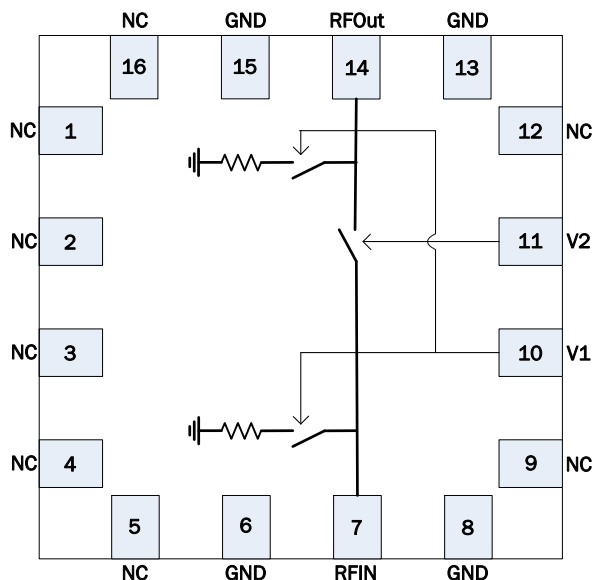 NC GND RFOut GND
16 15 14 13
NC 1 12 NC
NC 2 11 V2
NC 3 10 V1
NC 4 9 NC
5 6 7 8
NC GND RFIN GND